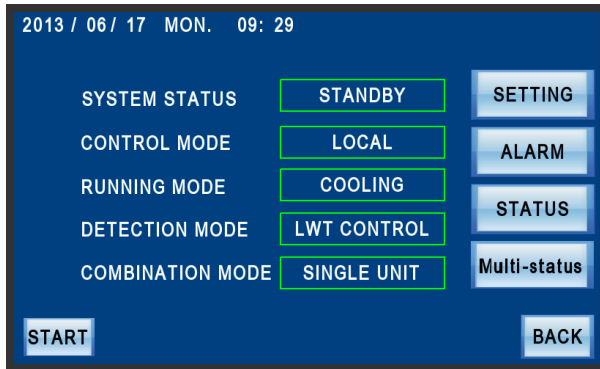 2013 / 06 / 17 MON. 09: 29
SYSTEM STATUS STANDBY SETTING
CONTROL MODE LOCAL ALARM
RUNNING MODE COOLING
STATUS
DETECTION MODE LWT CONTROL
COMBINATION MODE SINGLE UNIT Multi-status
START BACK